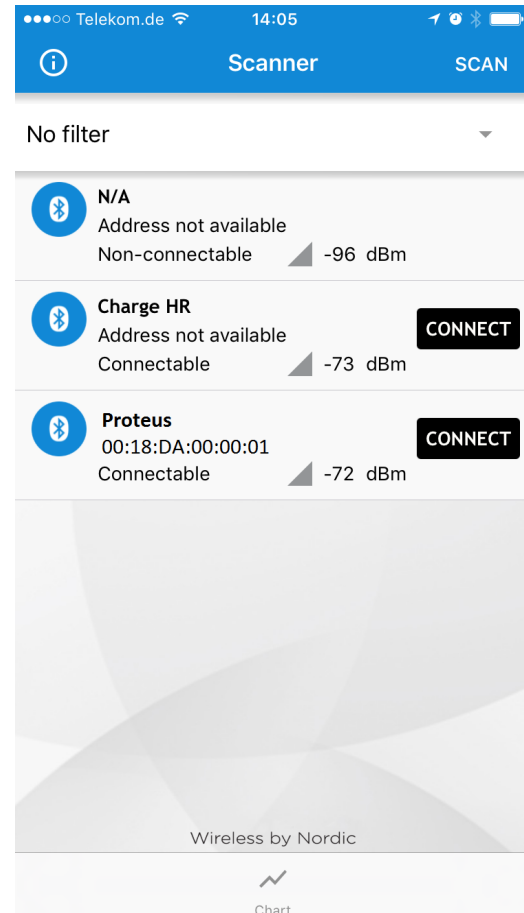 Telekom.de 14:05
Scanner SCAN
No filter
N/A
Address not available
Non-connectable -96 dBm
Charge HR
Address not available
Connectable -73 dBm
CONNECT
Proteus
00:18:DA:00:00:01
Connectable -72 dBm
CONNECT
Wireless by Nordic
Chart